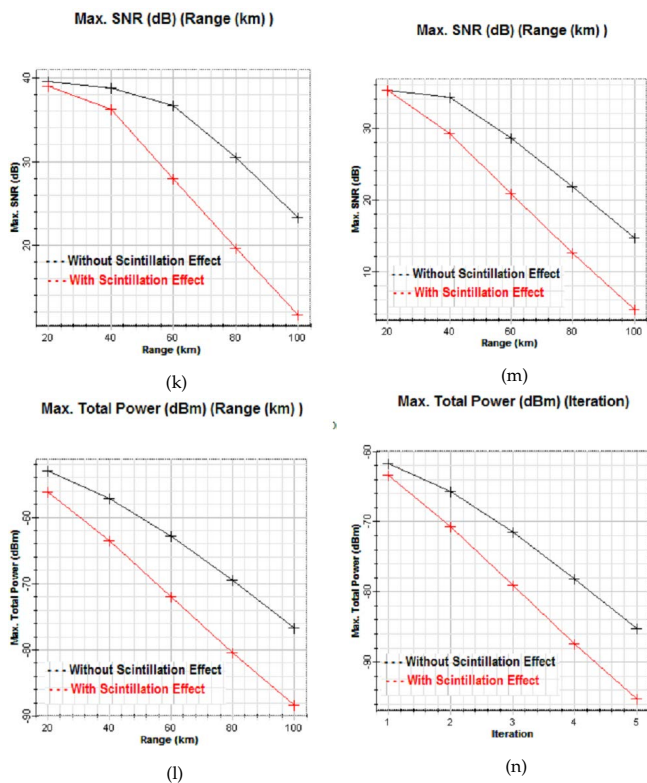 Max. SNR (dB) (Range (km) )
40
30
20
Max. SNR (dB)
Without Scintillation Effect
With Scintillation Effect
20 40 60 80 100
Range (km)
(k)
Max. SNR (dB) (Range (km) )
30
20
10
Max. SNR (dB)
Without Scintillation Effect
With Scintillation Effect
20 40 60 80 100
Range (km)
(m)
Max. Total Power (dBm) (Range (km) )
-60
-70
-80
-90
Max. Total Power (dBm)
Without Scintillation Effect
With Scintillation Effect
20 40 60 80 100
Range (km)
(l)
Max. Total Power (dBm) (Iteration)
-60
-70
-80
-90
Max. Total Power (dBm)
Without Scintillation Effect
With Scintillation Effect
1 2 3 4 5
Iteration
(n)